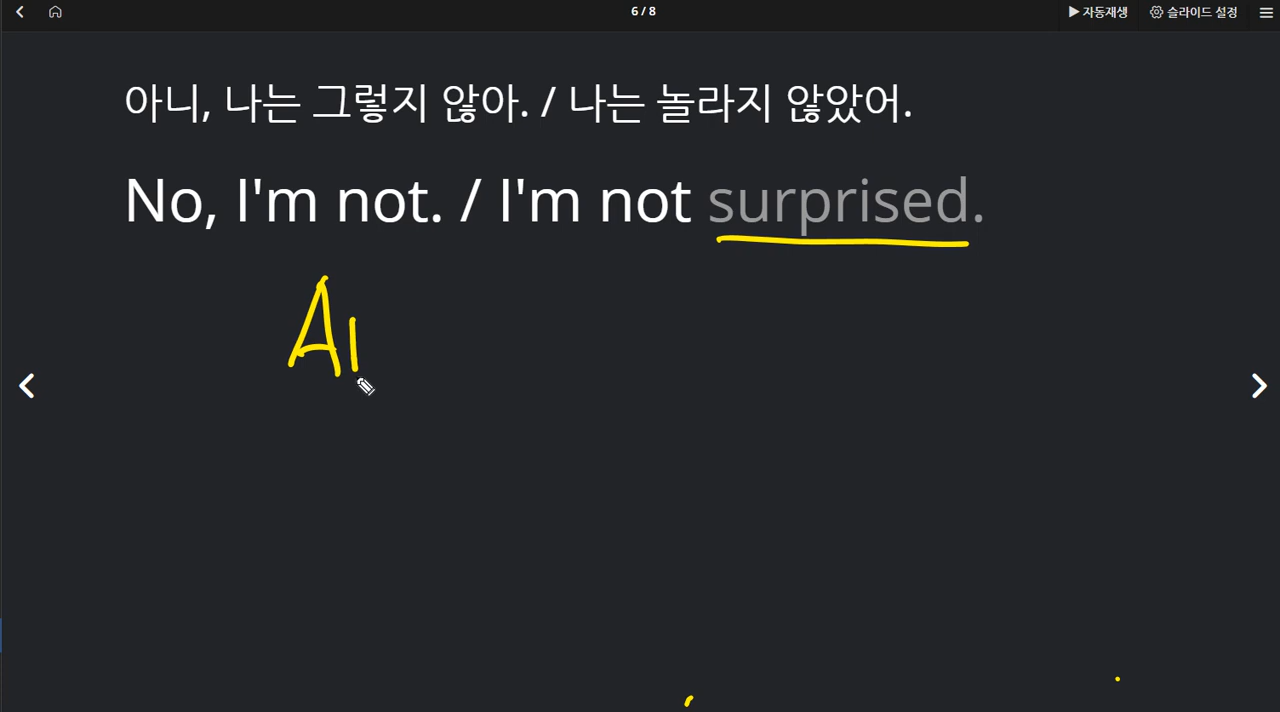 6 / 8
▶ 자동재생
슬라이드 설정
아니, 나는 그렇지 않아. / 나는 놀라지 않았어.
No, I'm not. / I'm not surprised.